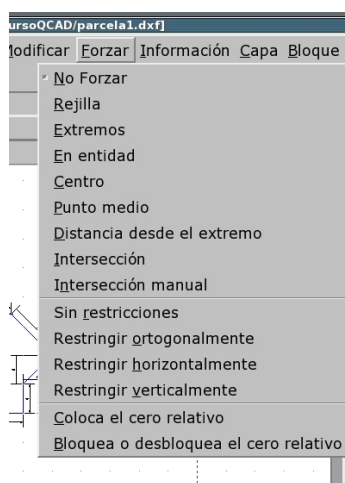 ursoQCAD/parcela1.dxf]
Modificar Forzar Información Capa Bloque
No Forzar
Rejilla
Extremos
En entidad
Centro
Punto medio
Distancia desde el extremo
Intersección
Intersección manual
Sin restricciones
Restringir ortogonalmente
Restringir horizontalmente
Restringir verticalmente
Coloca el cero relativo
Bloquea o desbloquea el cero relativo